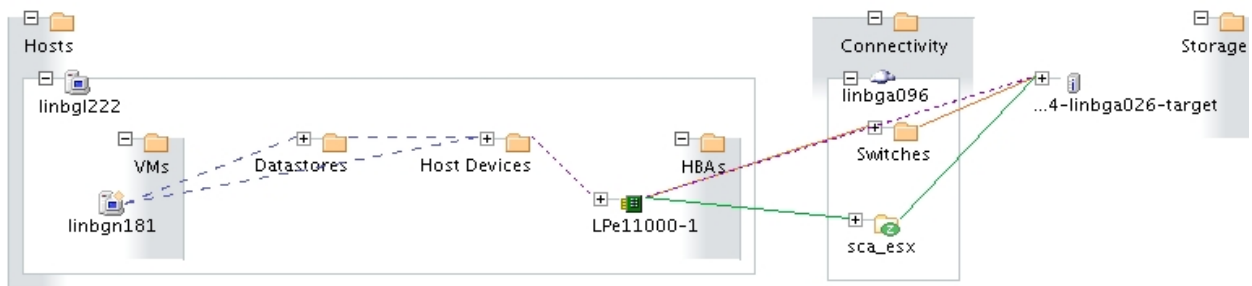 Hosts
Connectivity
Storage
linbgl222
linbga096
...4-linbga026-target
VMs
Datastores
Host Devices
HBAs
Switches
linbgn181
LPe11000-1
sca_esx
z